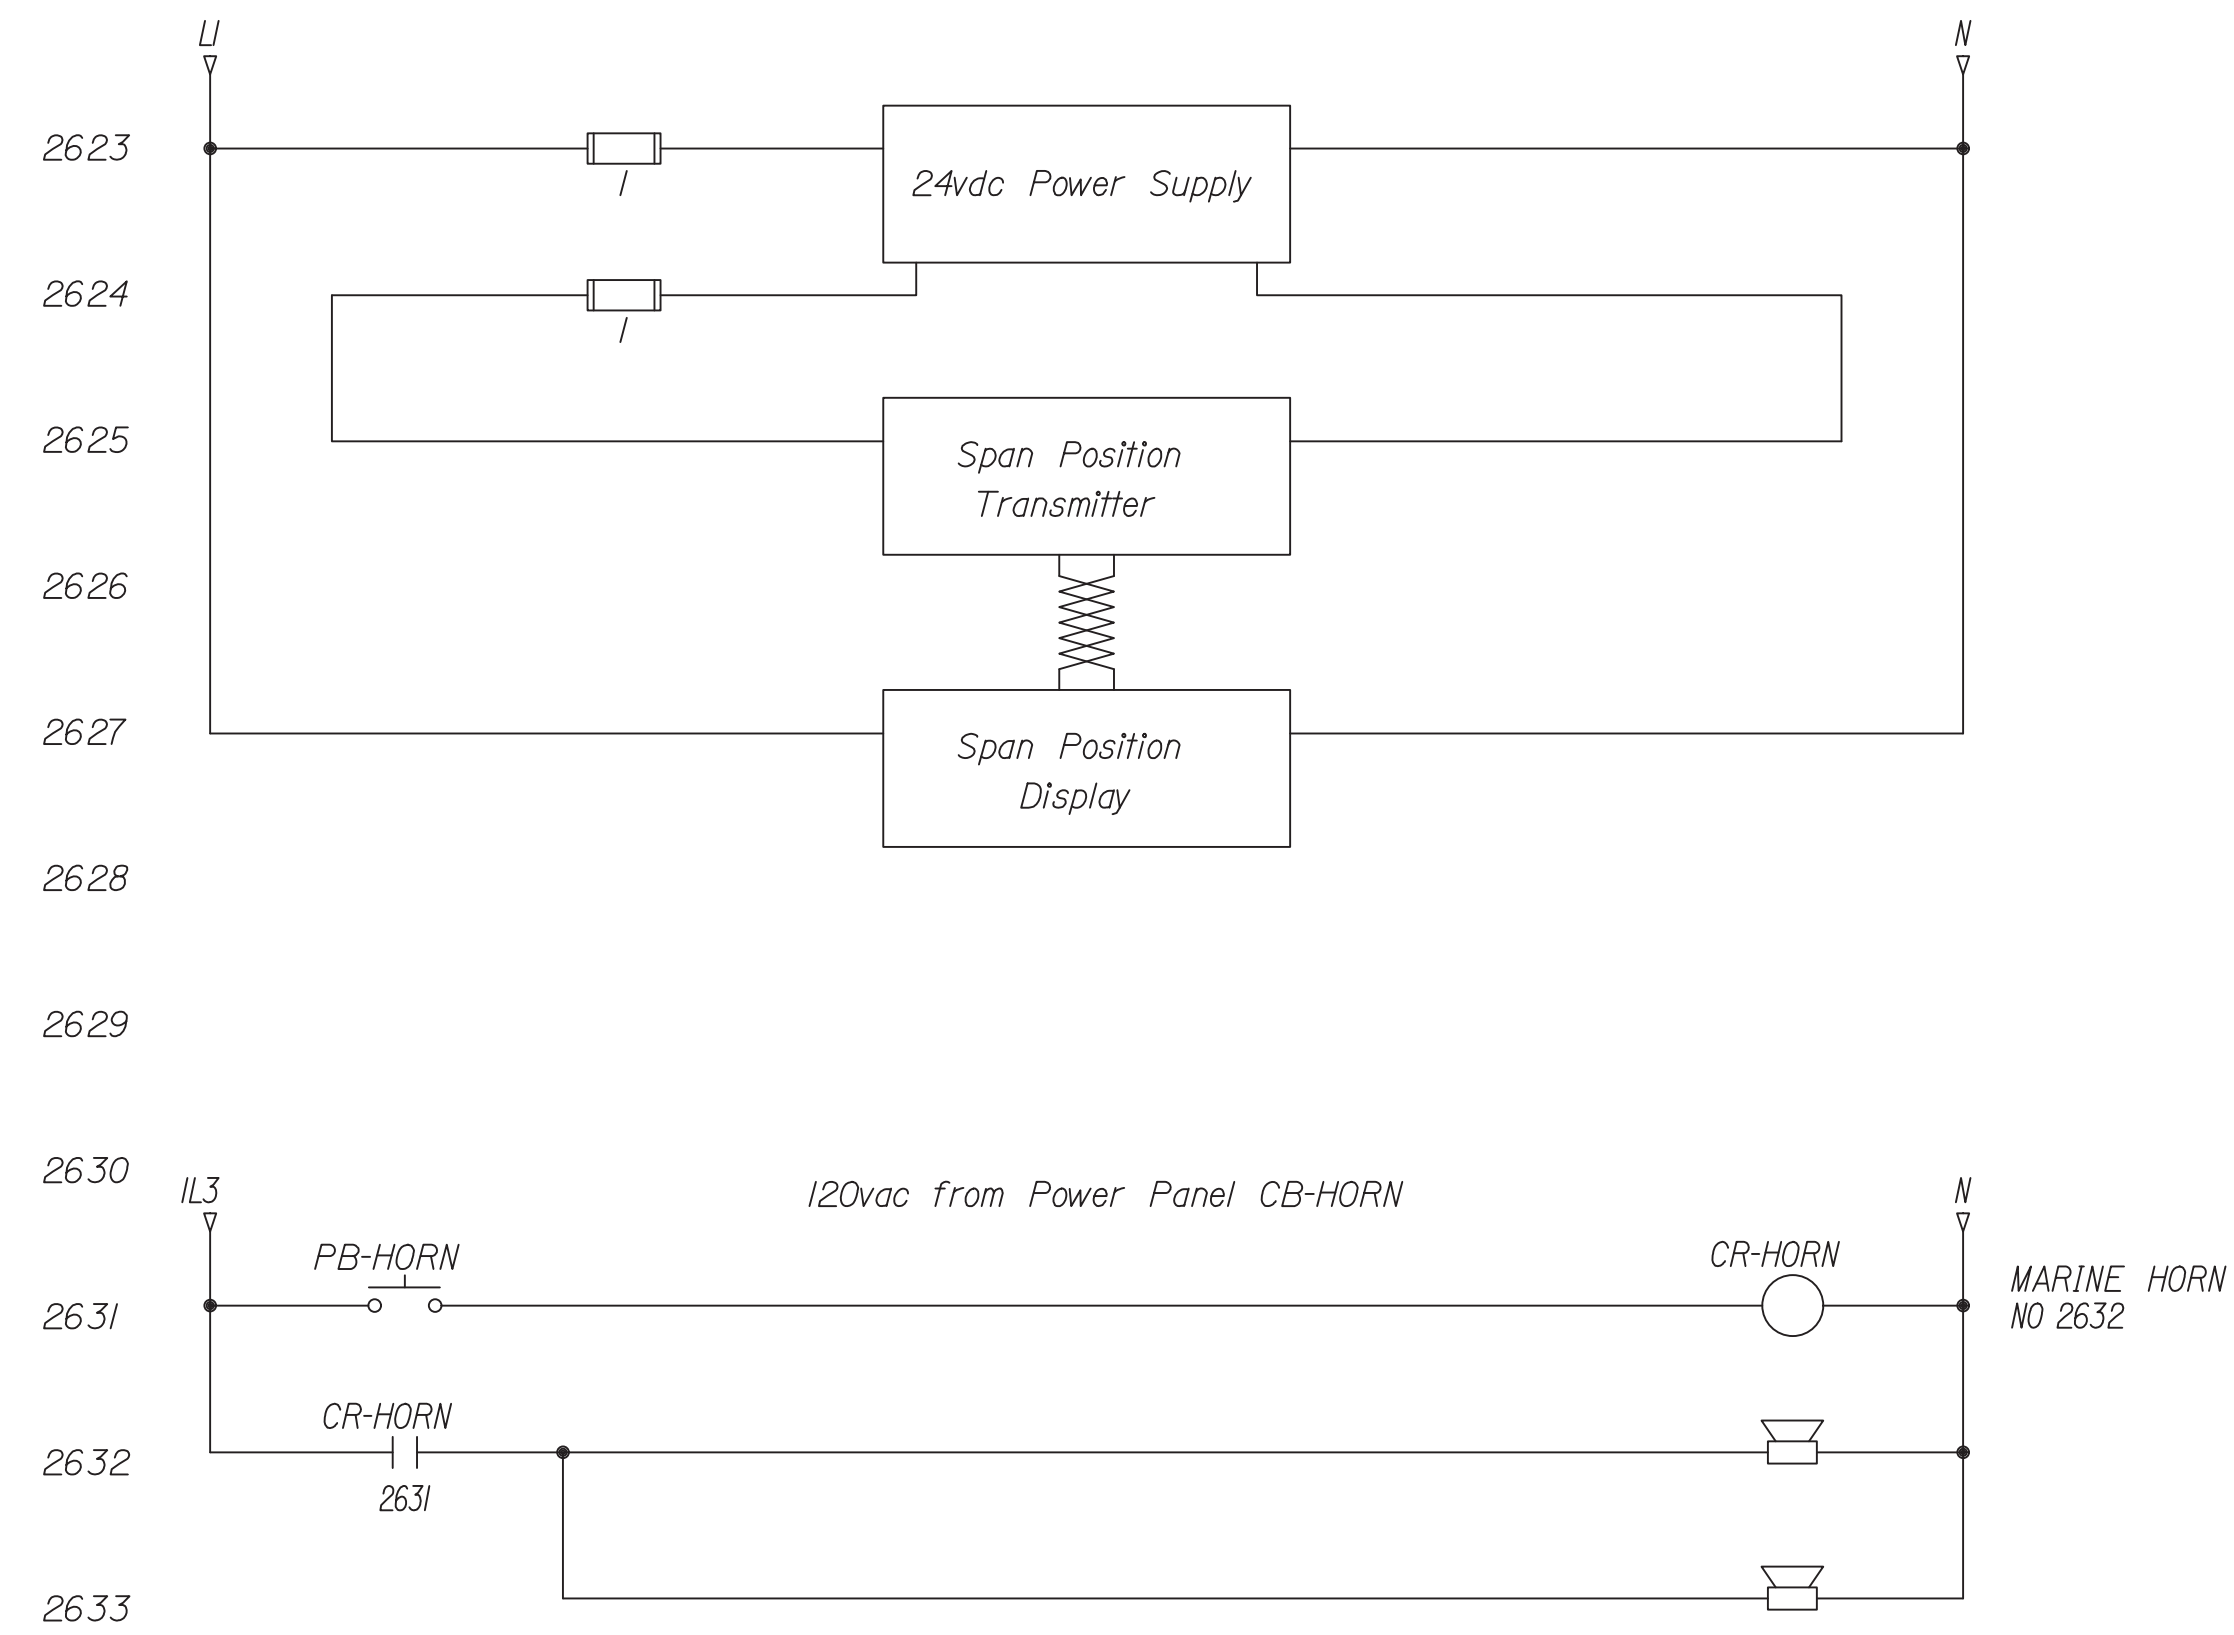 L1 N
2623
24vdc Power Supply
1
2624
1
2625
Span Position
Transmitter
2626
2627
Span Position
Display
2628
2629
2630
1L3 120vac from Power Panel CB-HORN N
PB-HORN CR-HORN
2631
MARINE HORN
NO 2632
CR-HORN
2632
2631
2633